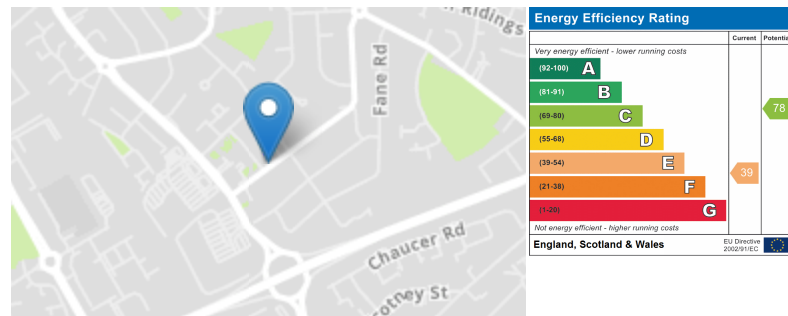 Ridings
Fane Rd
Chaucer Rd
St
Energy Efficiency Rating
Current
Very energy efficient - lower running costs
(92-100) A
(81-91) B
(69-80) C
78
(55-68) D
(39-54) E
39
(21-38) F
(1-20) G
Not energy efficient - higher running costs
England, Scotland & Wales
EU Directive
2002/91/EC